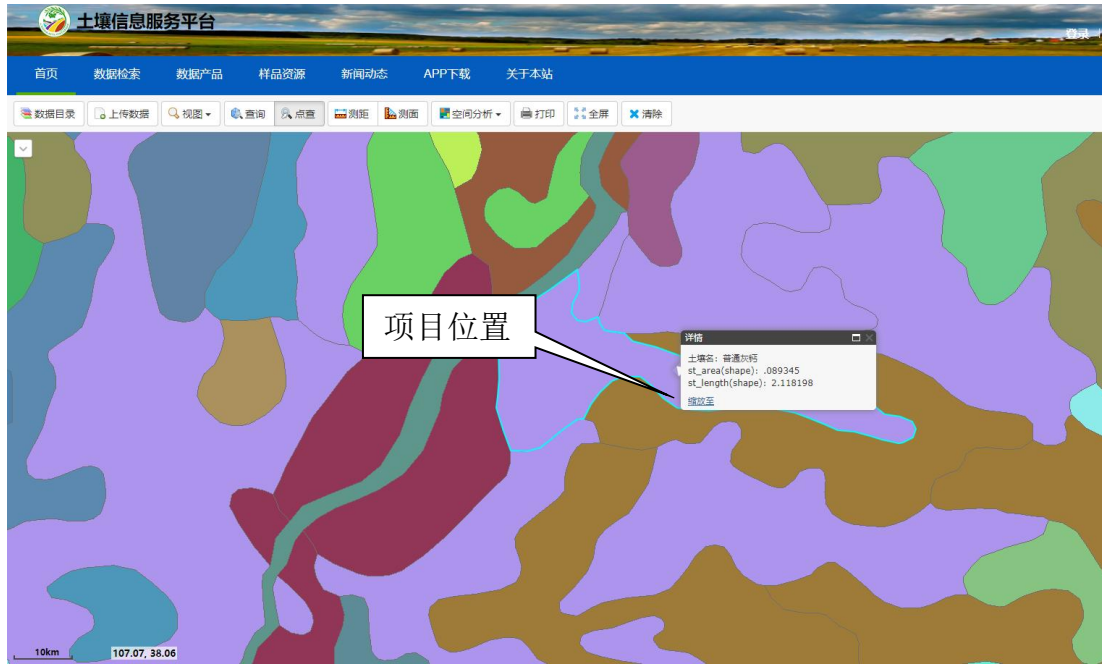 土壤信息服务平台
登录
首页 数据检索 数据产品 样品资源 新闻动态 APP下载 关于本站
数据目录 上传数据 视图 查询 点查 测距 测面 空间分析 打印 全屏 清除
项目位置
详情
土壤名：普通灰钙
st_area(shape)：.089345
st_length(shape)：2.118198
缩放至
10km 107.07, 38.06